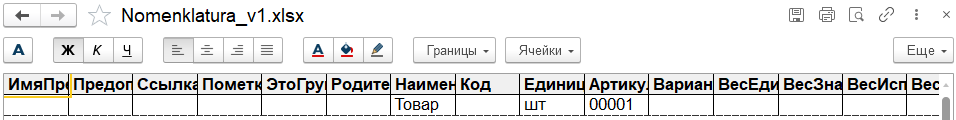 Nomenklatura_v1.xlsx
А Ж К Ч А Границы Ячейки Еще
ИмяПре Предоп Ссылка Пометк ЭтоГру Родите Наимен Код Единиц Артику. Вариан ВесЕди ВесЗна ВесИсп Вес
Товар шт 00001